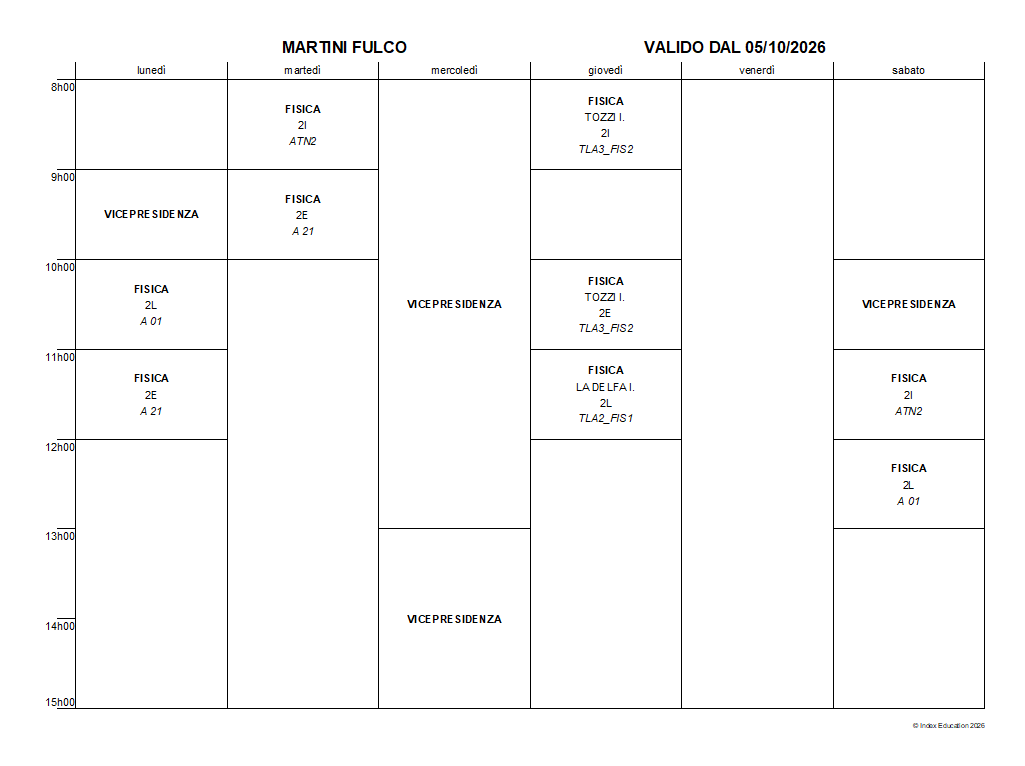 MARTINI FULCO
VALIDO DAL 05/10/2026
lunedì martedì mercoledì giovedì venerdì sabato
8h00
FISICA
2I
ATN2
FISICA
TOZZI I.
2I
TLA3_FIS2
9h00
VICEPRESIDENZA
FISICA
2E
A 21
10h00
FISICA
2L
A 01
VICEPRESIDENZA
FISICA
TOZZI I.
2E
TLA3_FIS2
VICEPRESIDENZA
11h00
FISICA
2E
A 21
FISICA
LA DELFA I.
2L
TLA2_FIS1
FISICA
2I
ATN2
12h00
FISICA
2L
A 01
13h00
VICEPRESIDENZA
14h00
15h00
© Index Education 2026